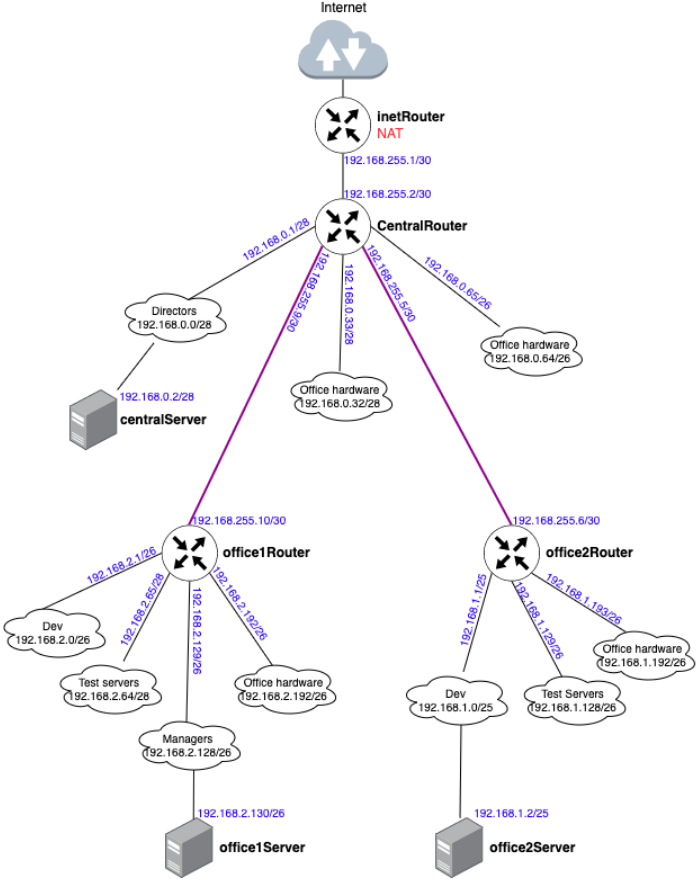 Internet
inetRouter
NAT
192.168.255.1/30
192.168.255.2/30
CentralRouter
192.168.0.1/28
192.168.255.9/30
192.168.0.33/28
192.168.255.5/30
192.168.0.65/26
Directors
192.168.0.0/28
Office hardware
192.168.0.64/26
Office hardware
192.168.0.32/28
192.168.0.2/28
centralServer
192.168.255.10/30
office1Router
192.168.255.6/30
office2Router
192.168.2.1/26
192.168.2.65/28
192.168.2.129/26
192.168.2.192/26
192.168.1.1/25
192.168.1.129/26
192.168.1.193/26
Dev
192.168.2.0/26
Test servers
192.168.2.64/28
Office hardware
192.168.2.192/26
Managers
192.168.2.128/26
Dev
192.168.1.0/25
Test Servers
192.168.1.128/26
Office hardware
192.168.1.192/26
192.168.2.130/26
office1Server
192.168.1.2/25
office2Server